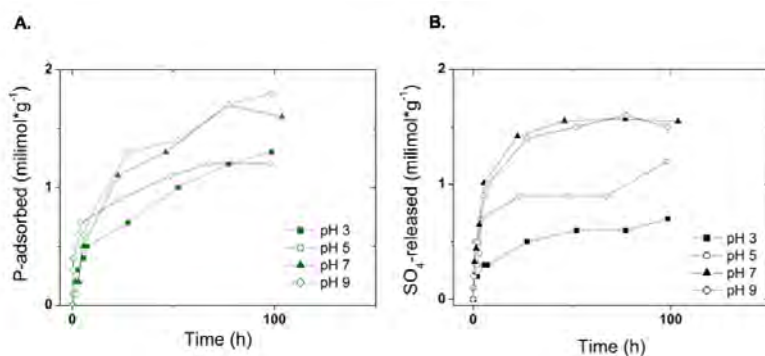 A.
P-adsorbed (milimol*g⁻¹)
2
1
0
0
100
Time (h)
pH 3
pH 5
pH 7
pH 9
B.
SO₄-released (milimol*g⁻¹)
2
1
0
0
100
Time (h)
pH 3
pH 5
pH 7
pH 9